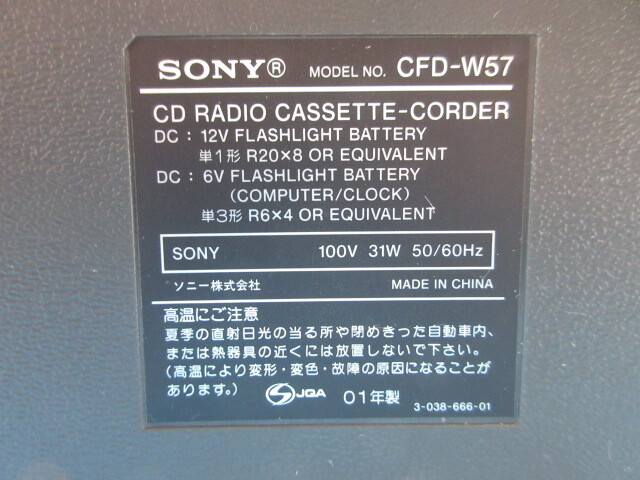 SONY® MODEL NO. CFD-W57
CD RADIO CASSETTE-CORDER
DC : 12V FLASHLIGHT BATTERY
単1形 R20×8 OR EQUIVALENT
DC : 6V FLASHLIGHT BATTERY
(COMPUTER/CLOCK)
単3形 R6×4 OR EQUIVALENT
SONY 100V 31W 50/60Hz
ソニー株式会社 MADE IN CHINA
高温にご注意
夏季の直射日光の当る所や閉めきった自動車内、
または熱器具の近くには放置しないで下さい。
(高温により変形・変色・故障の原因になることが
あります。) JQA 01年製 3-038-666-01